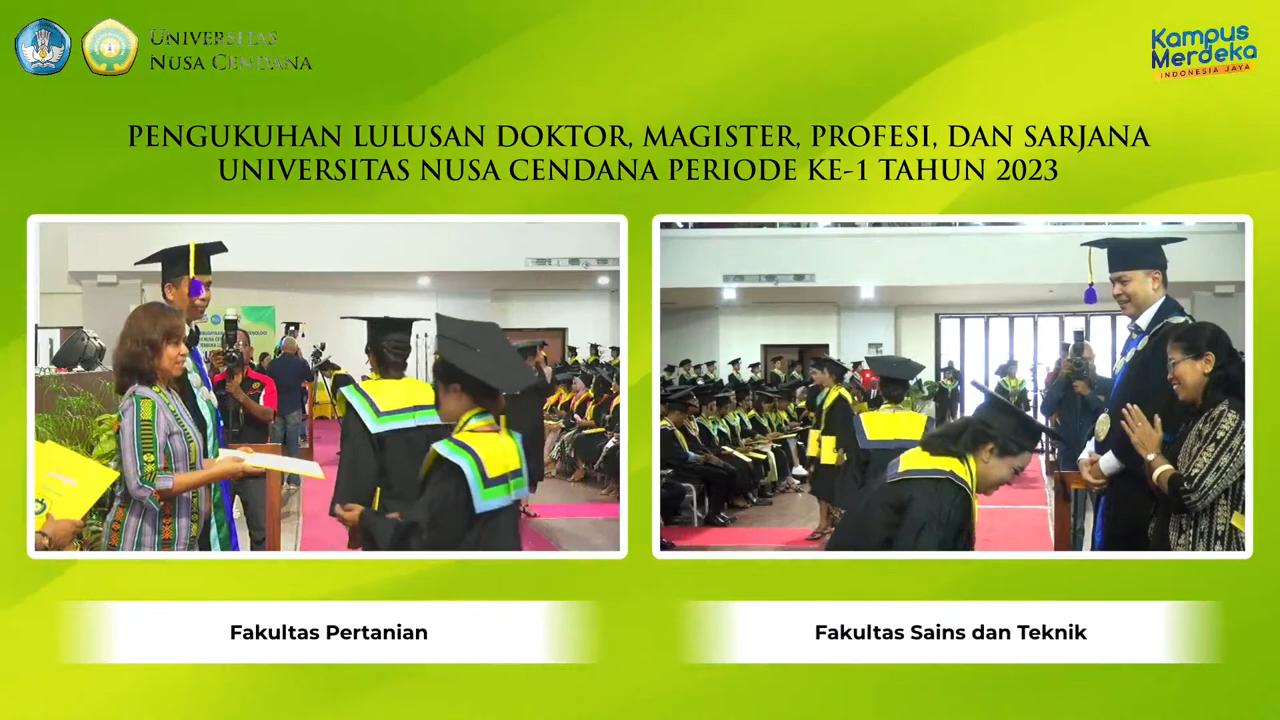 UNIVERSITAS
NUSA CENDANA
Kampus
Merdeka
INDONESIA JAYA
PENGUKUHAN LULUSAN DOKTOR, MAGISTER, PROFESI, DAN SARJANA
UNIVERSITAS NUSA CENDANA PERIODE KE-1 TAHUN 2023
Fakultas Pertanian
Fakultas Sains dan Teknik